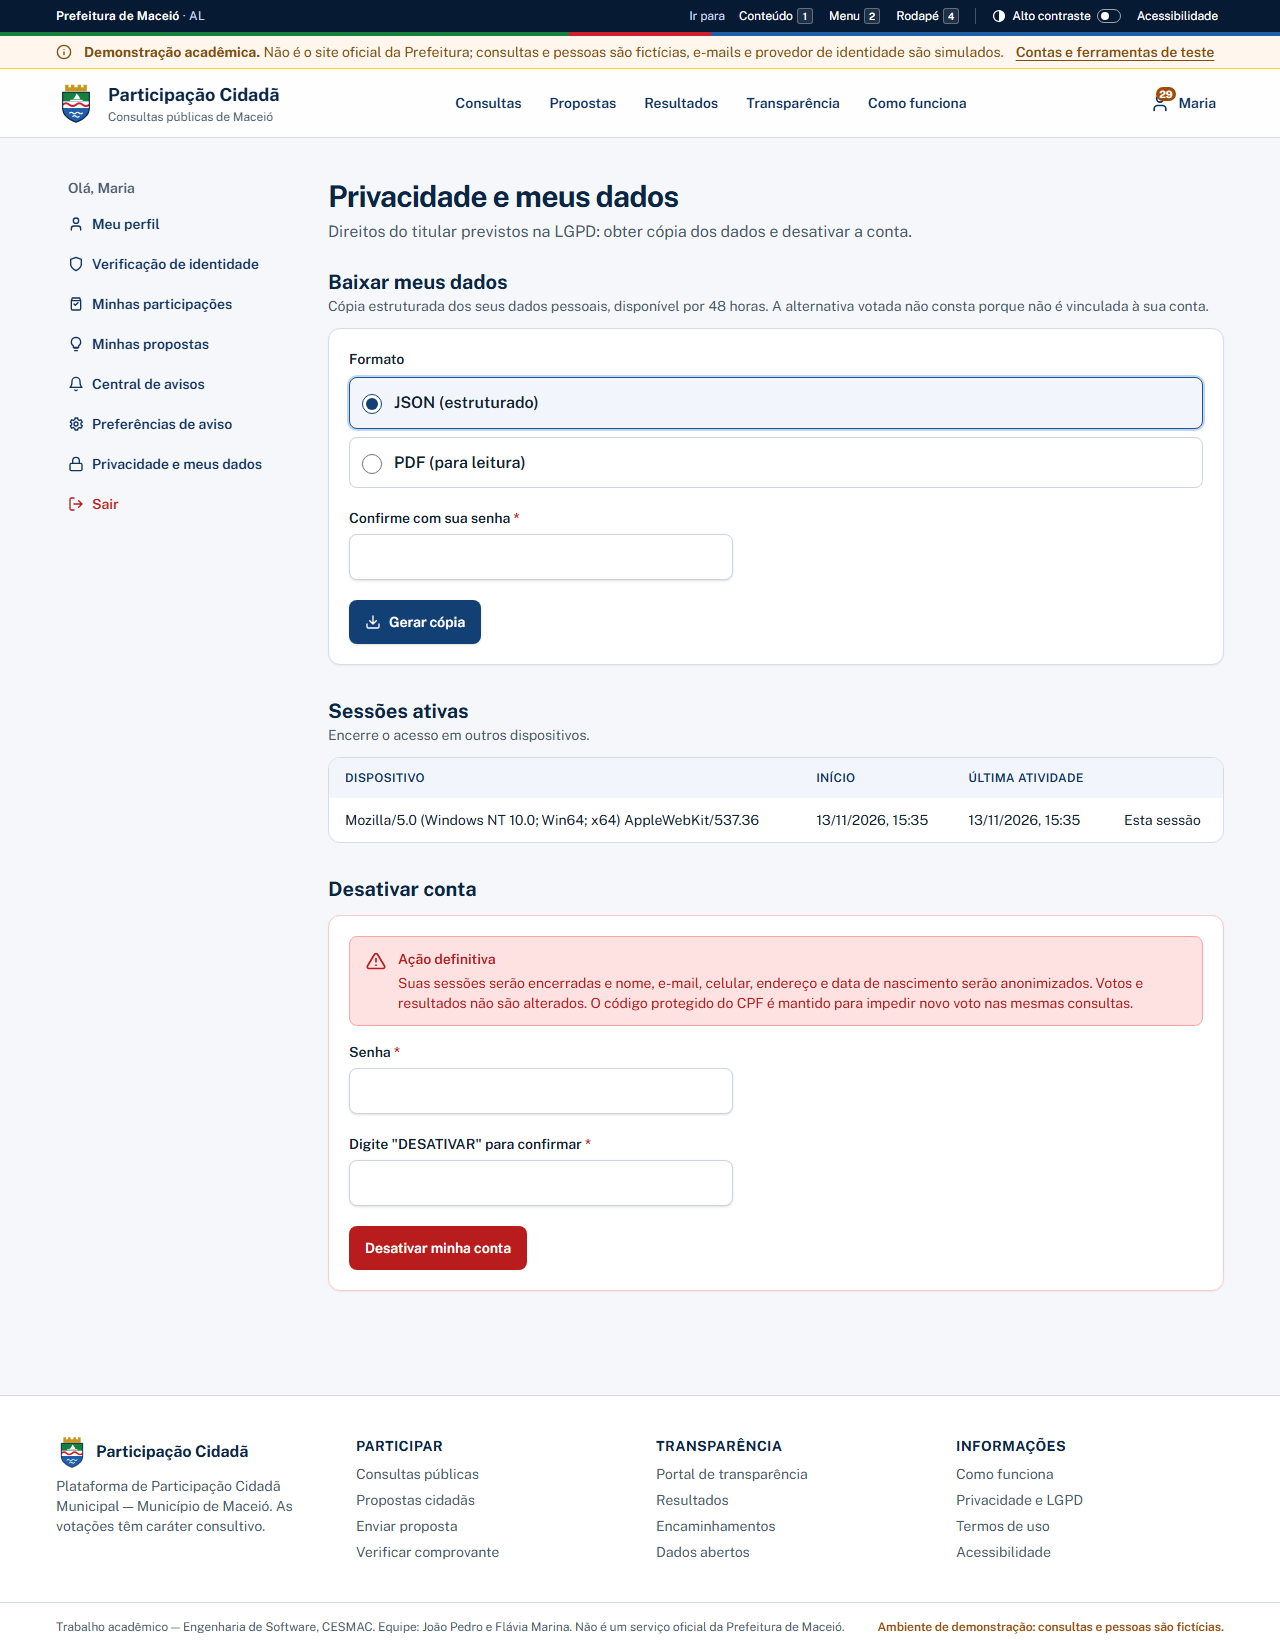 Prefeitura de Maceió · AL
Ir para Conteúdo 1 Menu 2 Rodapé 4 Alto contraste Acessibilidade
Demonstração acadêmica. Não é o site oficial da Prefeitura; consultas e pessoas são fictícias, e-mails e provedor de identidade são simulados. Contas e ferramentas de teste
Participação Cidadã
Consultas públicas de Maceió
Consultas Propostas Resultados Transparência Como funciona
29 Maria
Olá, Maria
Meu perfil
Verificação de identidade
Minhas participações
Minhas propostas
Central de avisos
Preferências de aviso
Privacidade e meus dados
Sair
Privacidade e meus dados
Direitos do titular previstos na LGPD: obter cópia dos dados e desativar a conta.
Baixar meus dados
Cópia estruturada dos seus dados pessoais, disponível por 48 horas. A alternativa votada não consta porque não é vinculada à sua conta.
Formato
JSON (estruturado)
PDF (para leitura)
Confirme com sua senha *
Gerar cópia
Sessões ativas
Encerre o acesso em outros dispositivos.
DISPOSITIVO INÍCIO ÚLTIMA ATIVIDADE
Mozilla/5.0 (Windows NT 10.0; Win64; x64) AppleWebKit/537.36 13/11/2026, 15:35 13/11/2026, 15:35 Esta sessão
Desativar conta
Ação definitiva
Suas sessões serão encerradas e nome, e-mail, celular, endereço e data de nascimento serão anonimizados. Votos e
resultados não são alterados. O código protegido do CPF é mantido para impedir novo voto nas mesmas consultas.
Senha *
Digite "DESATIVAR" para confirmar *
Desativar minha conta
Participação Cidadã
Plataforma de Participação Cidadã
Municipal — Município de Maceió. As
votações têm caráter consultivo.
PARTICIPAR
Consultas públicas
Propostas cidadãs
Enviar proposta
Verificar comprovante
TRANSPARÊNCIA
Portal de transparência
Resultados
Encaminhamentos
Dados abertos
INFORMAÇÕES
Como funciona
Privacidade e LGPD
Termos de uso
Acessibilidade
Trabalho acadêmico — Engenharia de Software, CESMAC. Equipe: João Pedro e Flávia Marina. Não é um serviço oficial da Prefeitura de Maceió. Ambiente de demonstração: consultas e pessoas são fictícias.